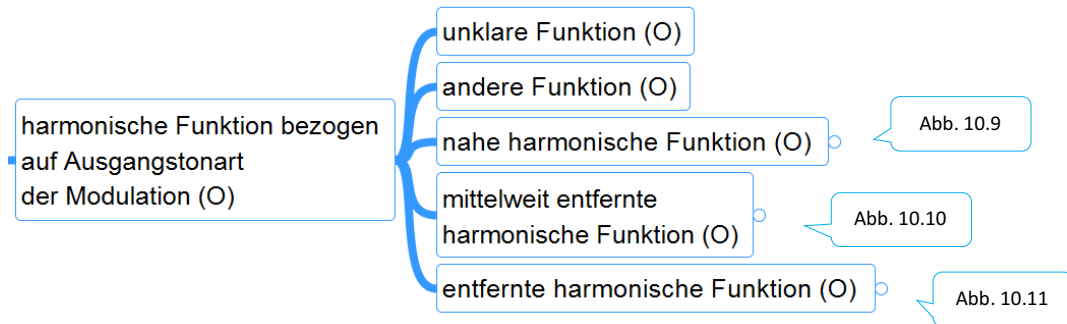 harmonische Funktion bezogen
auf Ausgangstonart
der Modulation (O)
unklare Funktion (O)
andere Funktion (O)
nahe harmonische Funktion (O)
Abb. 10.9
mittelweit entfernte
harmonische Funktion (O)
Abb. 10.10
entfernte harmonische Funktion (O)
Abb. 10.11